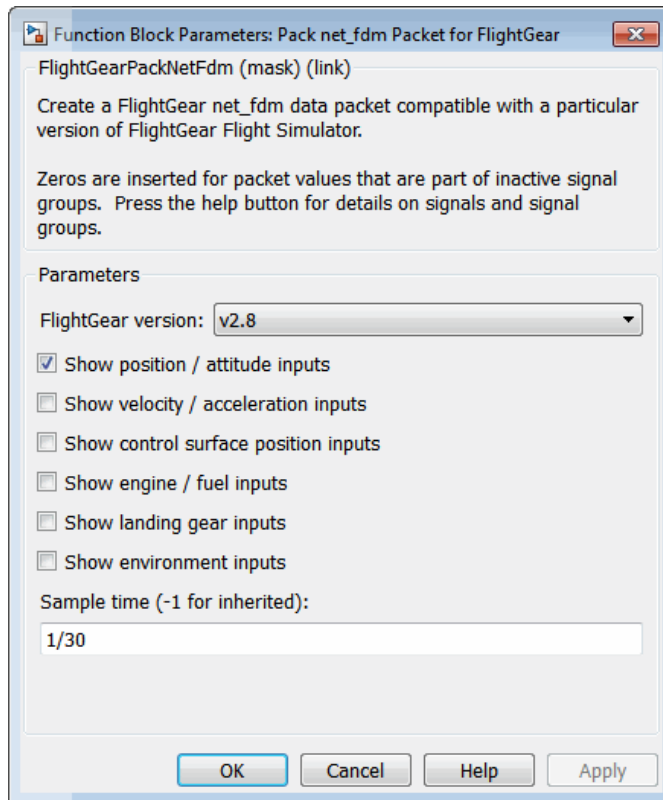 Function Block Parameters: Pack net_fdm Packet for FlightGear
FlightGearPackNetFdm (mask) (link)
Create a FlightGear net_fdm data packet compatible with a particular
version of FlightGear Flight Simulator.
Zeros are inserted for packet values that are part of inactive signal
groups.  Press the help button for details on signals and signal
groups.
Parameters
FlightGear version: v2.8
Show position / attitude inputs
Show velocity / acceleration inputs
Show control surface position inputs
Show engine / fuel inputs
Show landing gear inputs
Show environment inputs
Sample time (-1 for inherited):
1/30
OK Cancel Help Apply